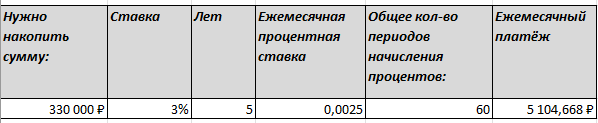 Нужно накопить сумму:
Ставка
Лет
Ежемесячная процентная ставка
Общее кол-во периодов начисления процентов:
Ежемесячный платёж
330 000 ₽
3%
5
0,0025
60
5 104,668 ₽